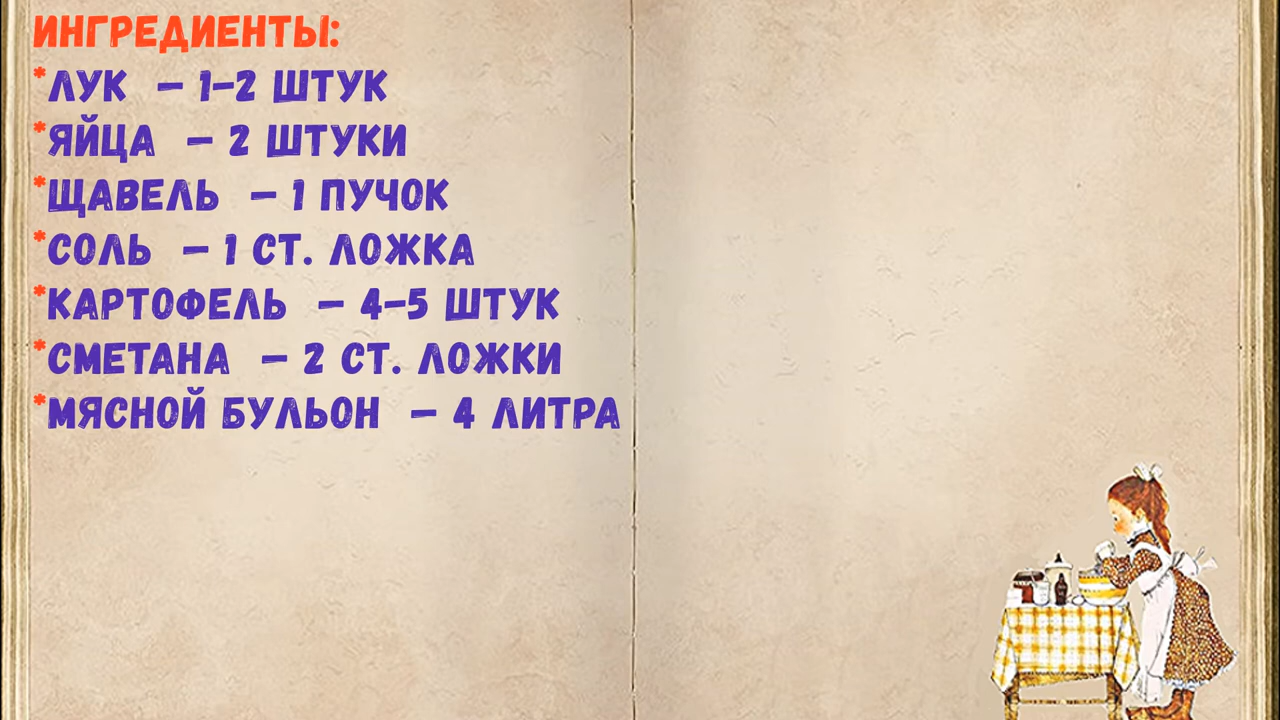 ИНГРЕДИЕНТЫ:
*ЛУК – 1-2 ШТУК
*ЯЙЦА – 2 ШТУКИ
*ЩАВЕЛЬ – 1 ПУЧОК
*СОЛЬ – 1 СТ. ЛОЖКА
*КАРТОФЕЛЬ – 4-5 ШТУК
*СМЕТАНА – 2 СТ. ЛОЖКИ
*МЯСНОЙ БУЛЬОН – 4 ЛИТРА